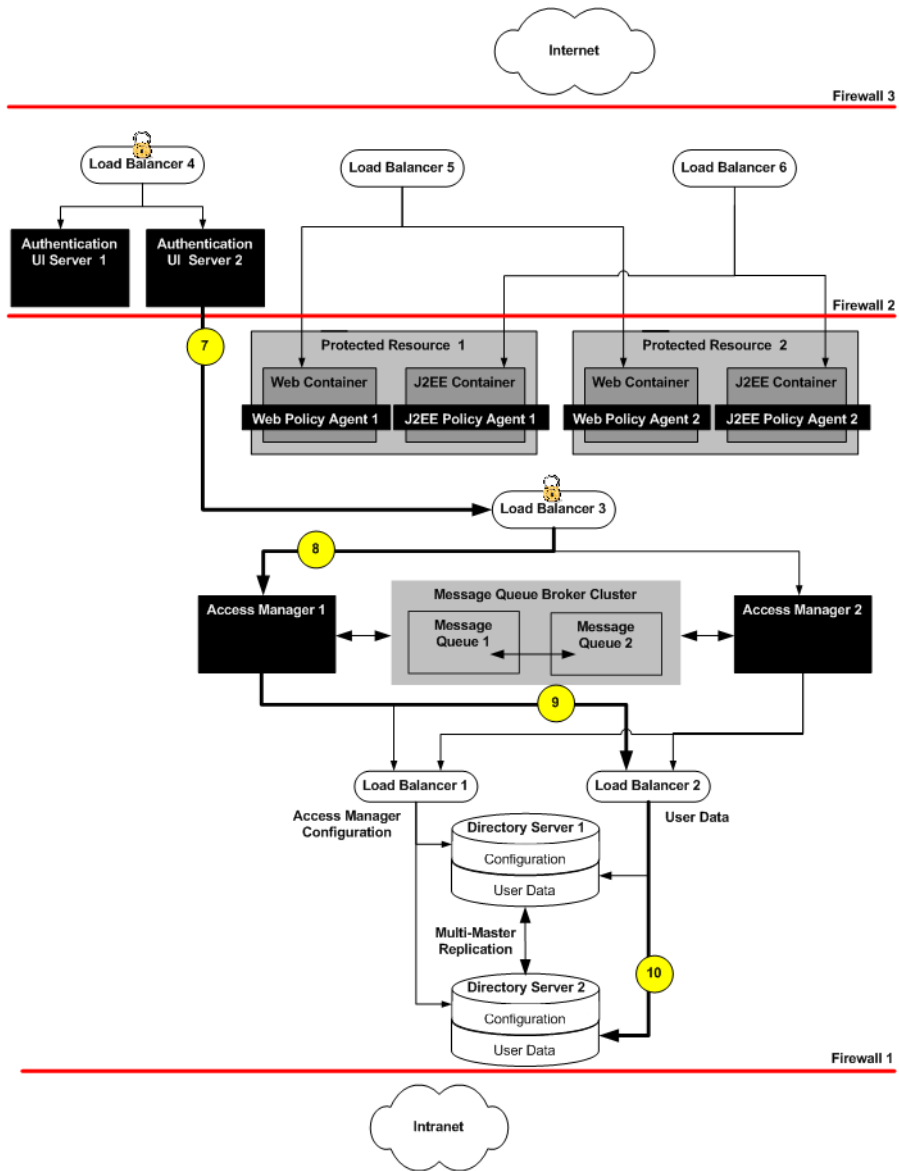 Internet
Firewall 3
Load Balancer 4
Load Balancer 5
Load Balancer 6
Authentication
UI Server 1
Authentication
UI Server 2
Firewall 2
7
Protected Resource 1
Protected Resource 2
Web Container
J2EE Container
Web Container
J2EE Container
Web Policy Agent 1
J2EE Policy Agent 1
Web Policy Agent 2
J2EE Policy Agent 2
Load Balancer 3
8
Access Manager 1
Message Queue Broker Cluster
Access Manager 2
Message
Queue 1
Message
Queue 2
9
Load Balancer 1
Load Balancer 2
Access Manager
Configuration
User Data
Directory Server 1
Configuration
User Data
Multi-Master
Replication
10
Directory Server 2
Configuration
User Data
Firewall 1
Intranet